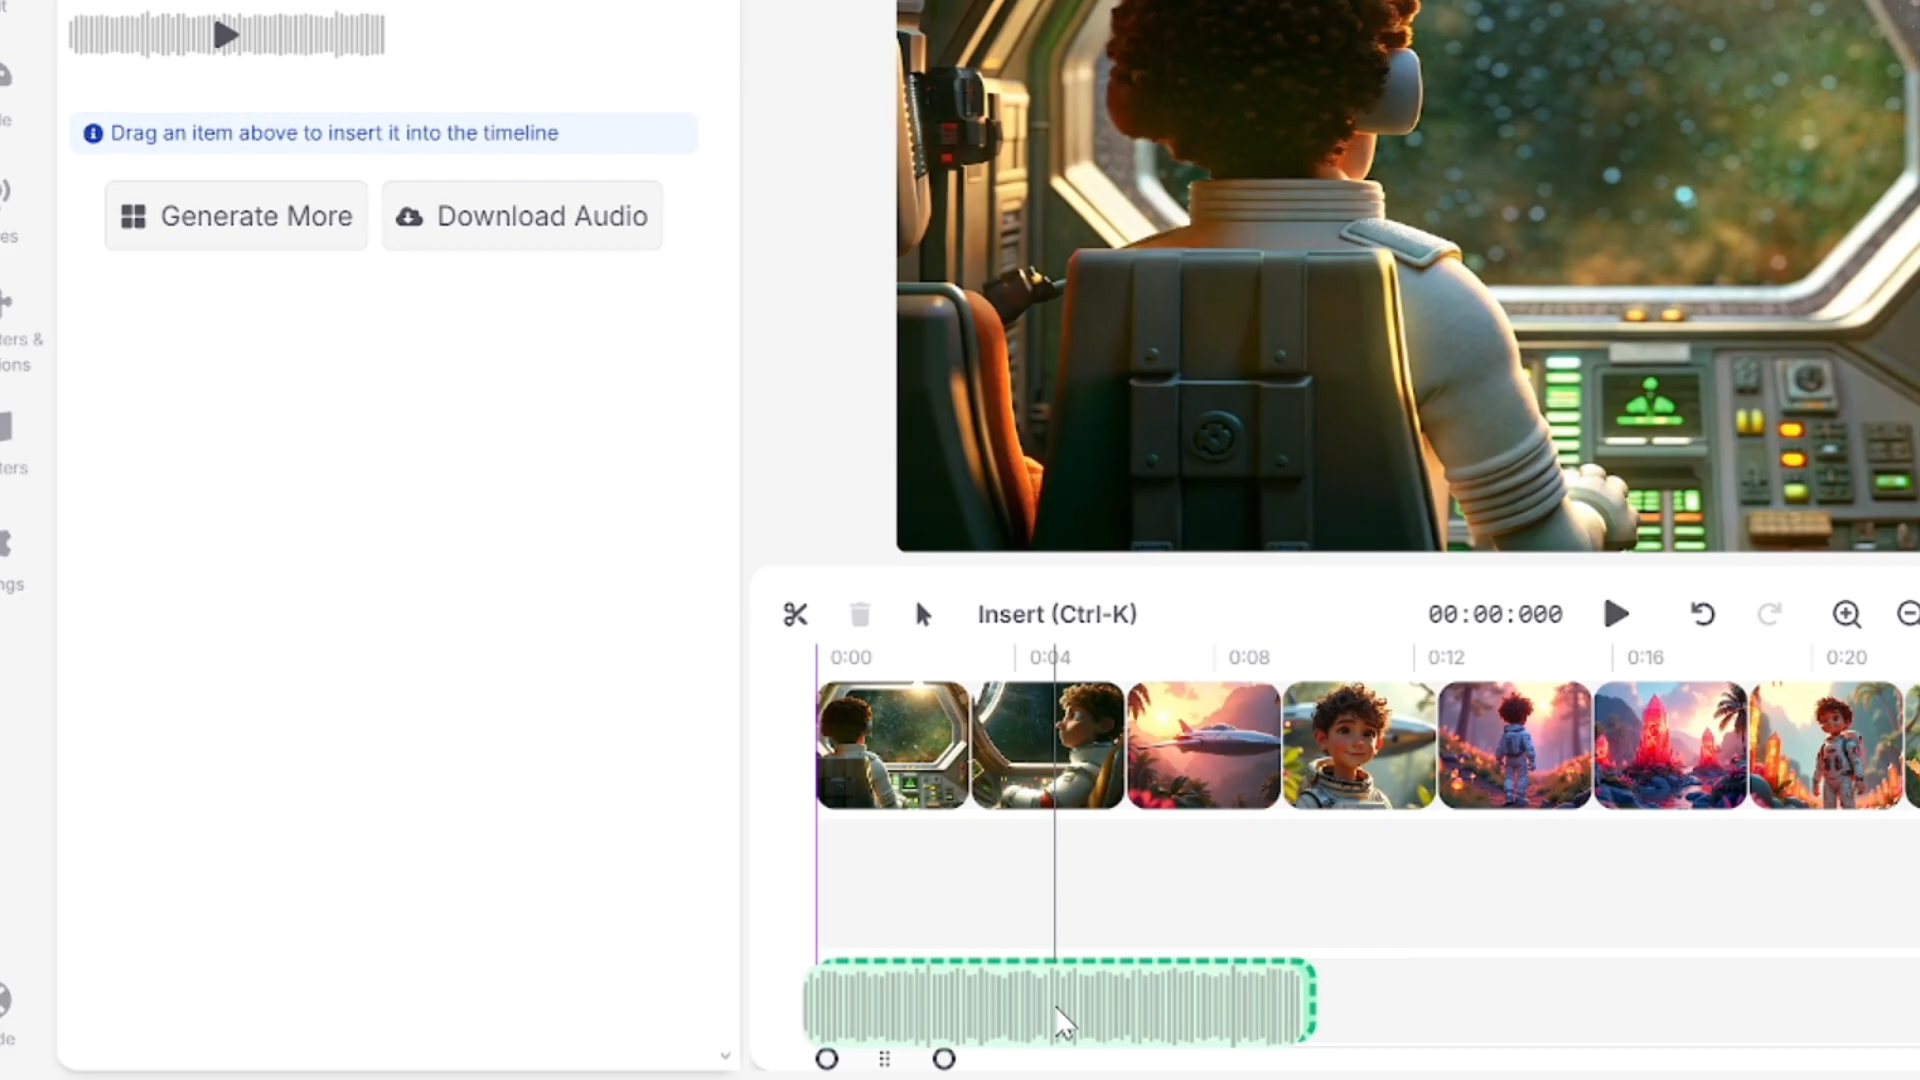 Drag an item above to insert it into the timeline
Generate More
Download Audio
Insert (Ctrl-K)
00:00:000
0:00
0:04
0:08
0:12
0:16
0:20